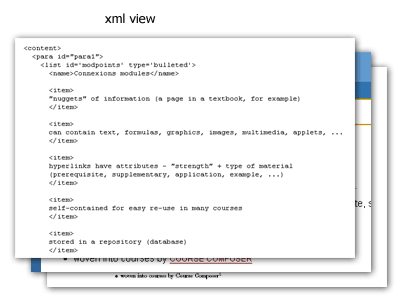 xml view
<content>
<para id="para1">
<list id='modpoints' type='bulleted'>
<name>Connexions modules</name>
<item>
"nuggets" of information (a page in a textbook, for example)
</item>
<item>
can contain text, formulas, graphics, images, multimedia, applets, ...
</item>
<item>
hyperlinks have attributes - "strength" + type of material
(prerequisite, supplementary, application, example, ...)
</item>
<item>
self-contained for easy re-use in many courses
</item>
<item>
stored in a repository (database)
</item>
te, s
• woven into courses by COURSE COMPOSER
• woven into courses by Course Composer